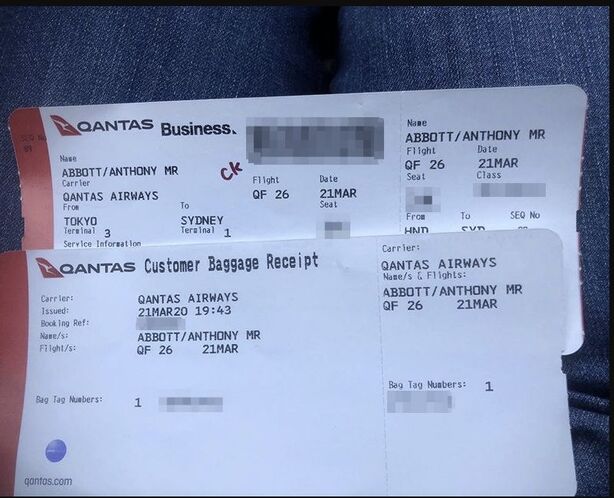 SEQ No
89
QANTAS Business.
CK
Name
ABBOTT/ANTHONY MR
Carrier
QANTAS AIRWAYS
From To
TOKYO SYDNEY
Terminal 3 Terminal 1
Service Information
Flight Date
QF 26 21MAR
Seat
Name
ABBOTT/ANTHONY MR
Flight Date
QF 26 21MAR
Seat Class
From To SEQ No
HND SYD
QANTAS Customer Baggage Receipt
Carrier: QANTAS AIRWAYS
Issued: 21MAR20 19:43
Booking Ref:
Name/s: ABBOTT/ANTHONY MR
Flight/s: QF 26 21MAR
Bag Tag Numbers: 1
qantas.com
Carrier:
QANTAS AIRWAYS
Name/s & Flights:
ABBOTT/ANTHONY MR
QF 26 21MAR
Bag Tag Numbers: 1